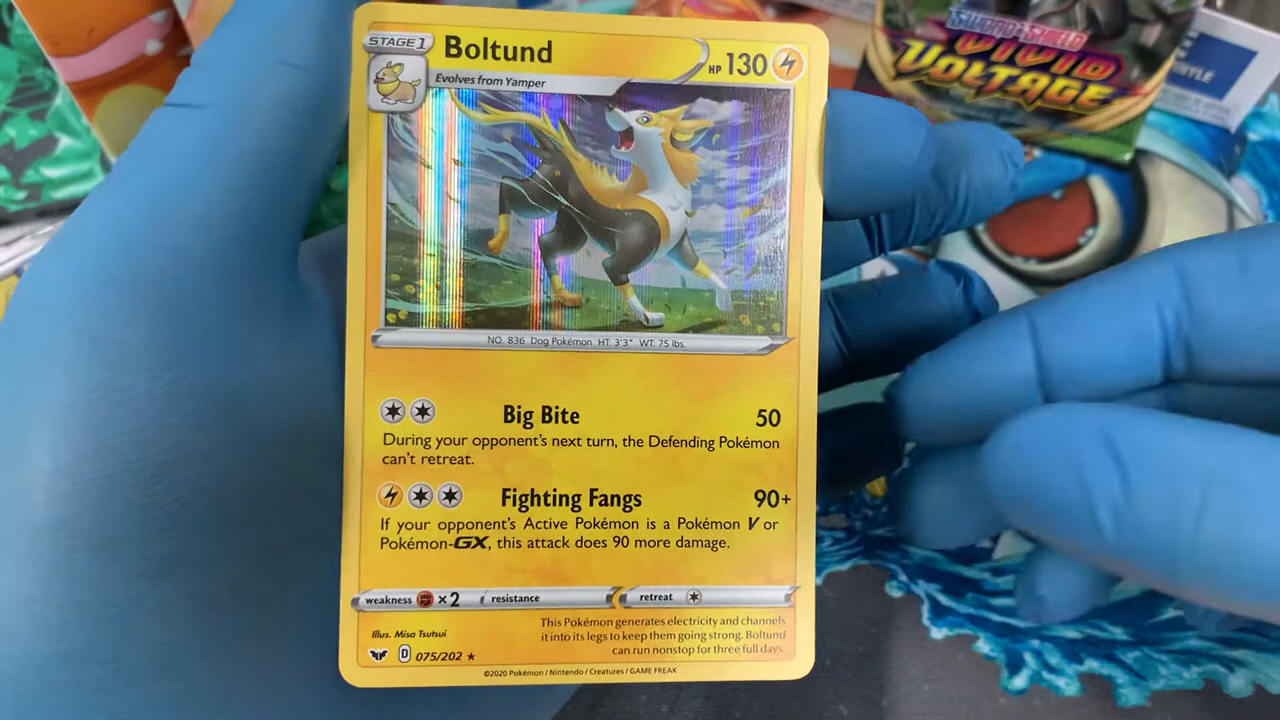 STAGE 1
Boltund
HP 130
Evolves from Yamper
SWORD & SHIELD
VIVID
VOLTAGE
NYLE
NO. 836 Dog Pokémon HT: 3'3" WT: 75 lbs.
Big Bite 50
During your opponent's next turn, the Defending Pokémon
can't retreat.
Fighting Fangs 90+
If your opponent's Active Pokémon is a Pokémon V or
Pokémon-GX, this attack does 90 more damage.
weakness ×2 resistance retreat
This Pokémon generates electricity and channels
it into its legs to keep them going strong. Boltund
can run nonstop for three full days.
Illus. Misa Tsutsui
D 075/202 ★
©2020 Pokémon / Nintendo / Creatures / GAME FREAK